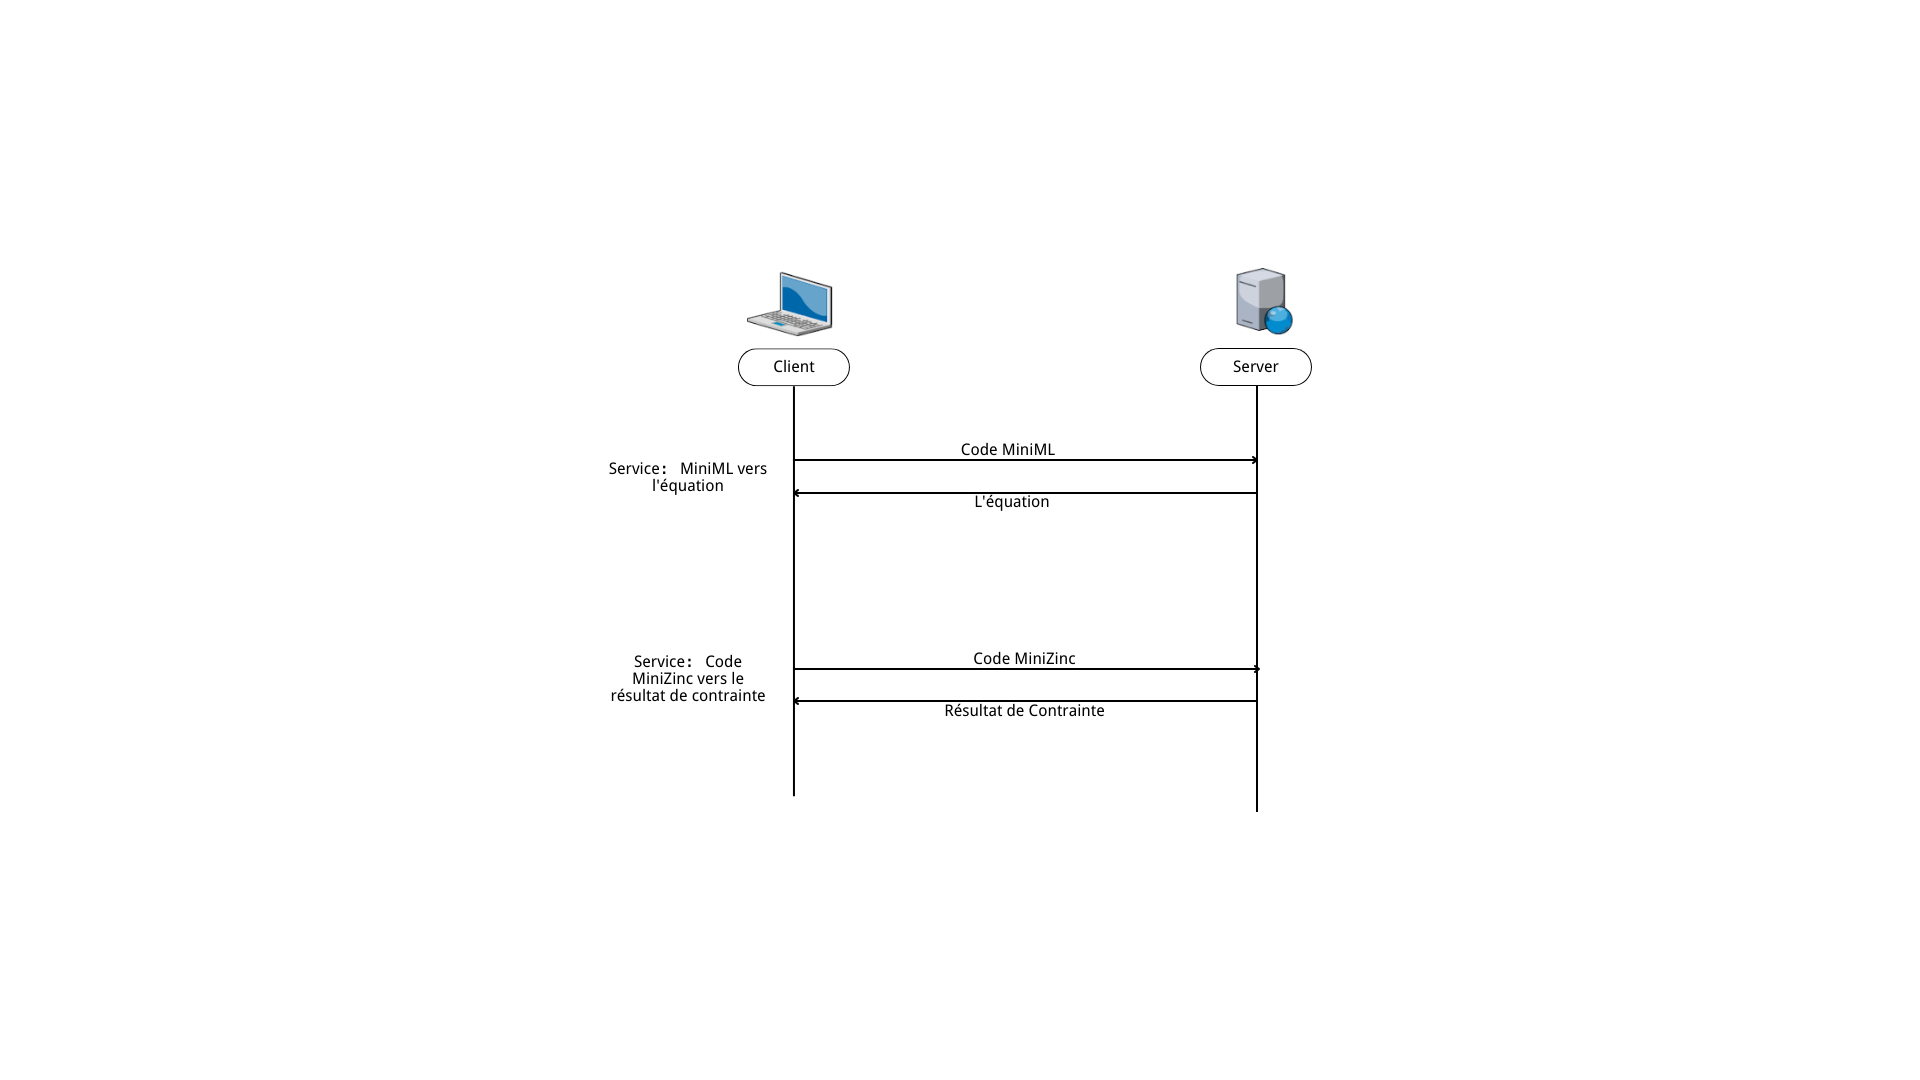 Client
Server
Code MiniML
Service: MiniML vers
l'équation
L'équation
Code MiniZinc
Service: Code
MiniZinc vers le
résultat de contrainte
Résultat de Contrainte